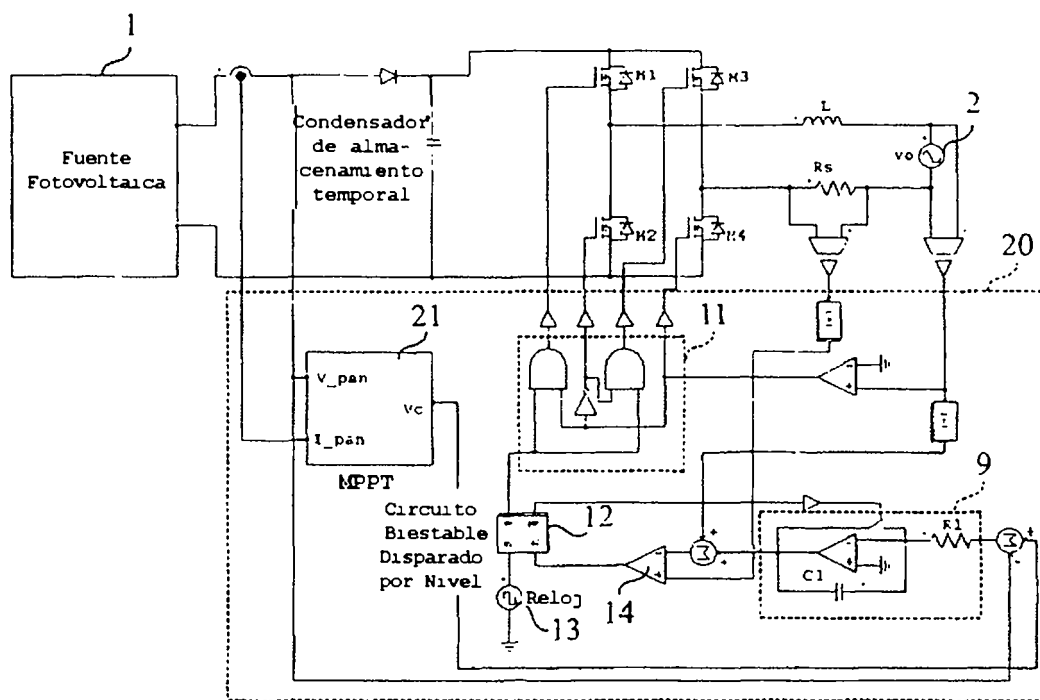 1
Fuente
Fotovoltaica
Condensador
de alma-
cenamiento
temporal
M1
M3
M2
M4
L
2
vo
Rs
20
21
V_pan
I_pan
vc
MPPT
11
Circuito
Biestable
Disparado
por Nivel
12
Reloj
13
14
Σ
9
R1
C1
Σ